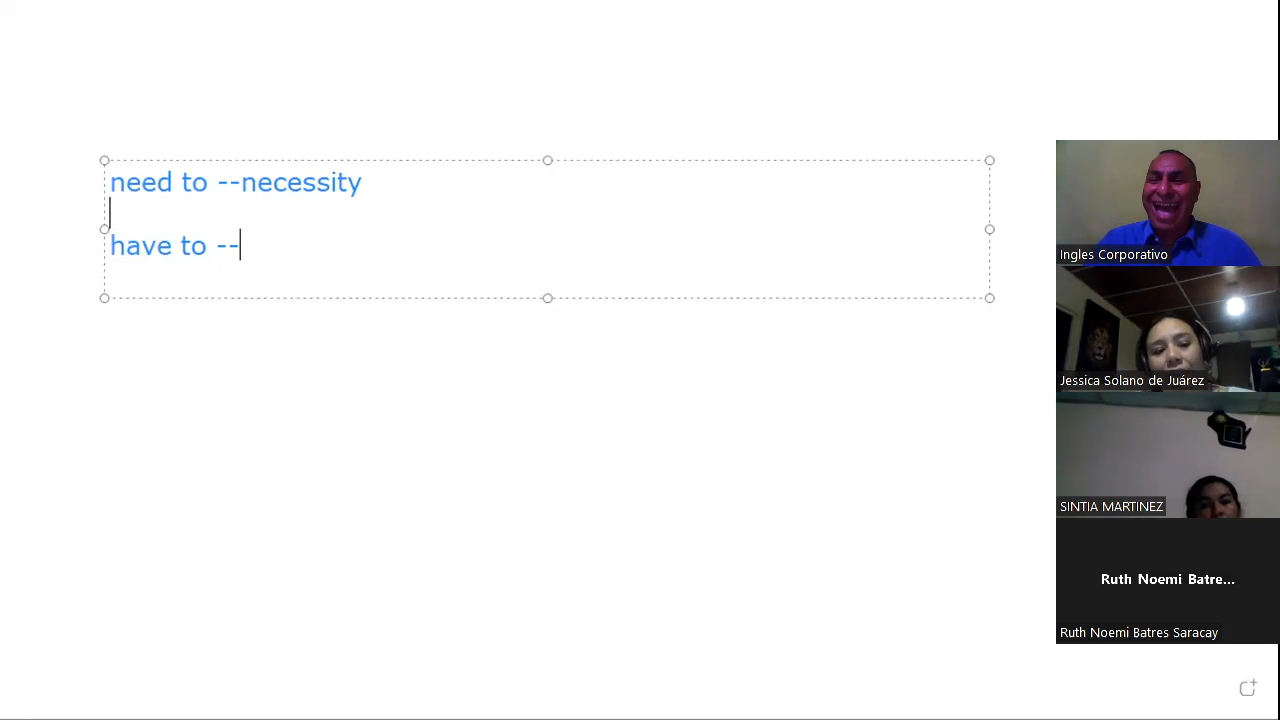 need to --necessity
have to --
Ingles Corporativo
Jessica Solano de Juárez
SINTIA MARTINEZ
Ruth Noemi Batre...
Ruth Noemi Batres Saracay